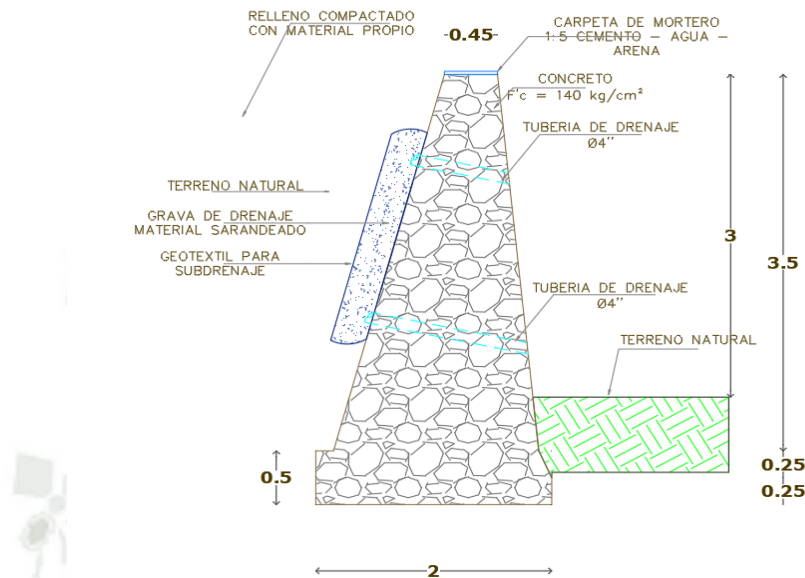 RELLENO COMPACTADO
CON MATERIAL PROPIO
0.45
CARPETA DE MORTERO
1:5 CEMENTO – AGUA –
ARENA
CONCRETO
F'c = 140 kg/cm²
TUBERIA DE DRENAJE
Ø4''
TERRENO NATURAL
GRAVA DE DRENAJE
MATERIAL SARANDEADO
GEOTEXTIL PARA
SUBDRENAJE
3
3.5
TUBERIA DE DRENAJE
Ø4''
TERRENO NATURAL
0.5
0.25
0.25
2